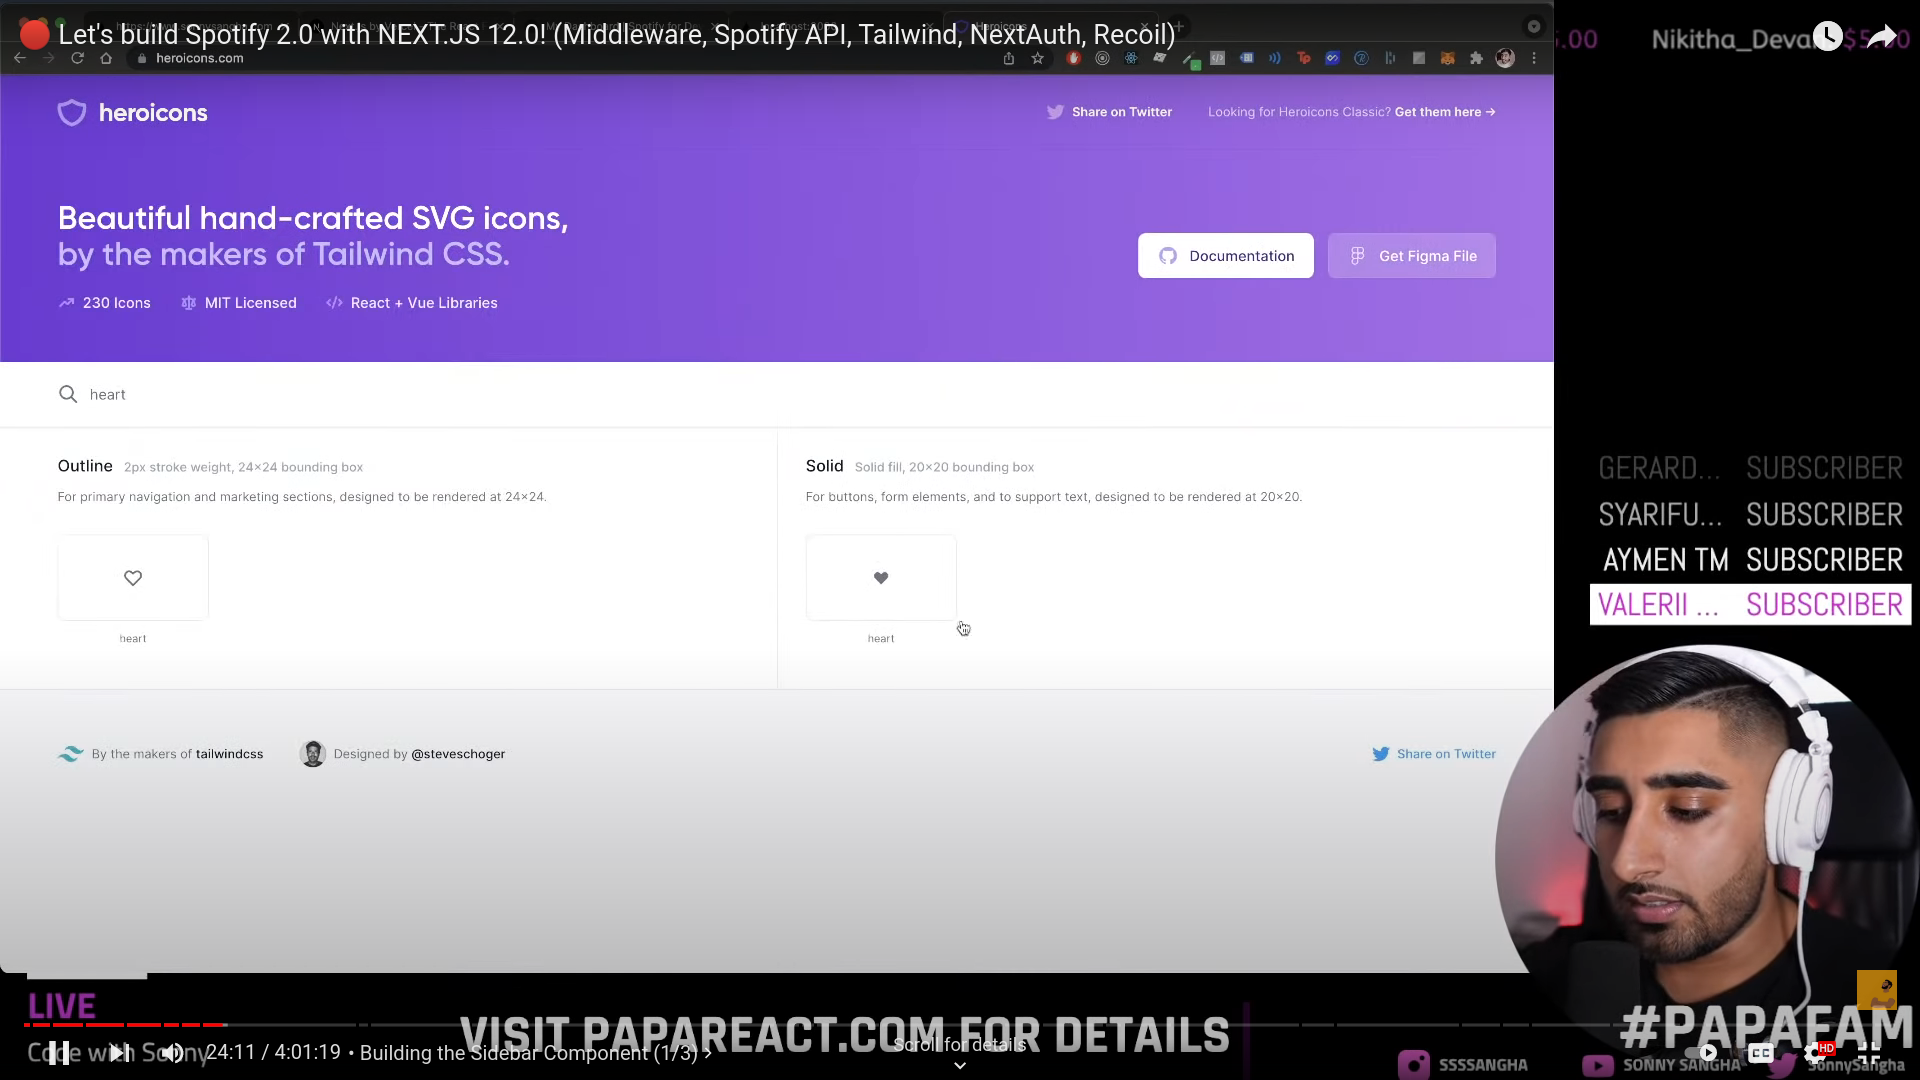 Let's build Spotify 2.0 with NEXT.JS 12.0! (Middleware, Spotify API, Tailwind, NextAuth, Recoil)
heroicons.com
.00 Nikitha_Devan $5.00
heroicons
Share on Twitter
Looking for Heroicons Classic? Get them here →
Beautiful hand-crafted SVG icons,
by the makers of Tailwind CSS.
Documentation
Get Figma File
230 Icons
MIT Licensed
React + Vue Libraries
heart
Outline 2px stroke weight, 24×24 bounding box
For primary navigation and marketing sections, designed to be rendered at 24×24.
heart
Solid Solid fill, 20×20 bounding box
For buttons, form elements, and to support text, designed to be rendered at 20×20.
heart
GERARD... SUBSCRIBER
SYARIFU... SUBSCRIBER
AYMEN TM SUBSCRIBER
VALERII ... SUBSCRIBER
By the makers of tailwindcss
Designed by @steveschoger
Share on Twitter
LIVE
Code with Sonny
VISIT PAPAREACT.COM FOR DETAILS
#PAPAFAM
24:11 / 4:01:19 • Building the Sidebar Component (1/3) >
Scroll for details
CC
HD
SSSSANGHA
SONNY SANGHA
SonnySangha